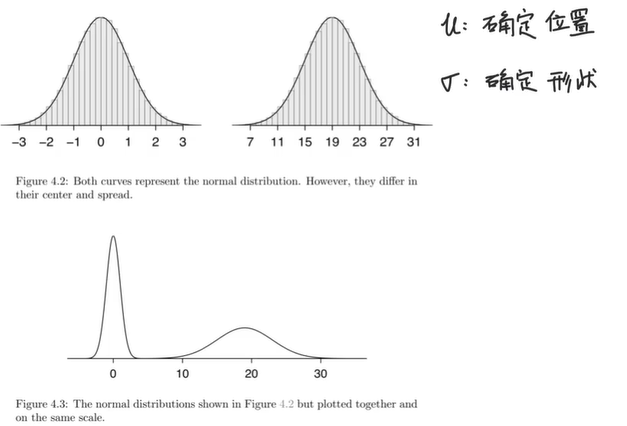 μ: 确定 位置
σ: 确定 形状
-3 -2 -1 0 1 2 3
7 11 15 19 23 27 31
Figure 4.2: Both curves represent the normal distribution. However, they differ in
their center and spread.
0 10 20 30
Figure 4.3: The normal distributions shown in Figure 4.2 but plotted together and
on the same scale.